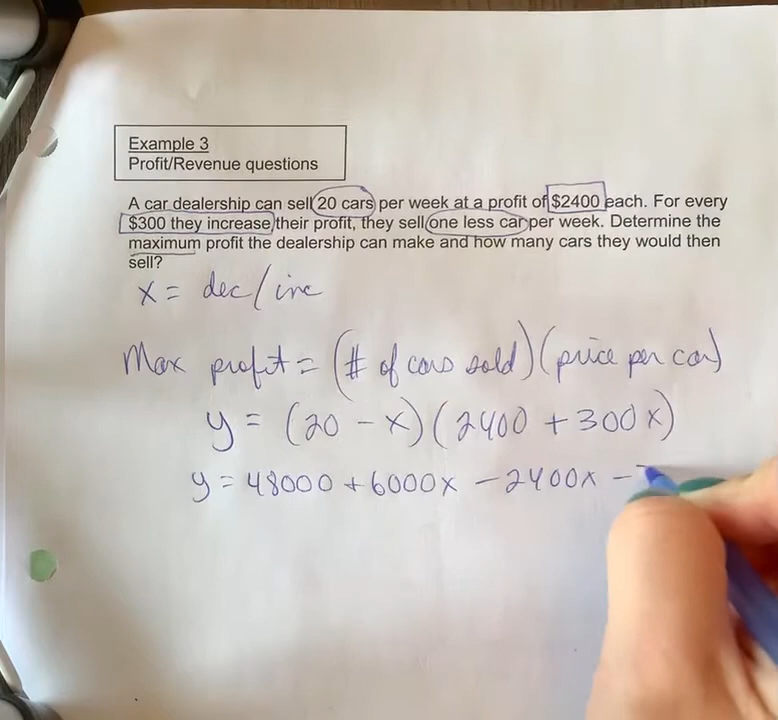 Example 3
Profit/Revenue questions
A car dealership can sell 20 cars per week at a profit of $2400 each. For every
$300 they increase their profit, they sell one less car per week. Determine the
maximum profit the dealership can make and how many cars they would then
sell?
x = dec/inc
Max profit = (# of cars sold)(price per car)
y = (20 - x)(2400 + 300x)
y = 48000 + 6000x - 2400x -